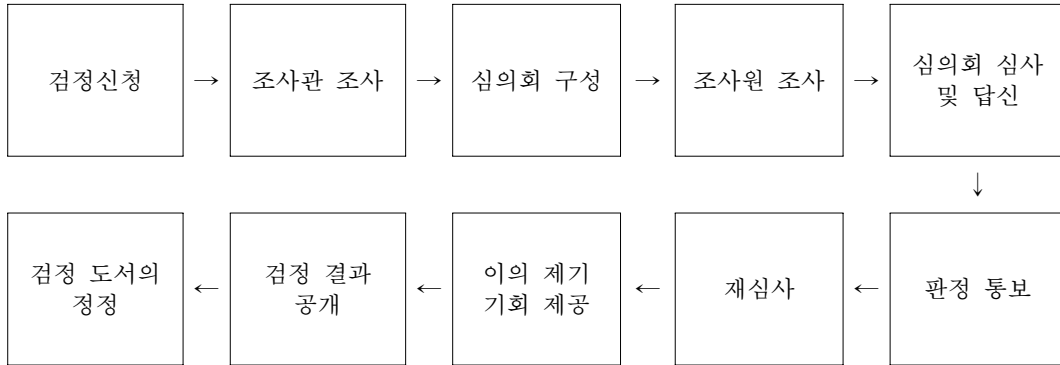 검정신청 → 조사관 조사 → 심의회 구성 → 조사원 조사 → 심의회 심사
및 답신
↓
판정 통보 ← 재심사 ← 이의 제기
기회 제공 ← 검정 결과
공개 ← 검정 도서의
정정